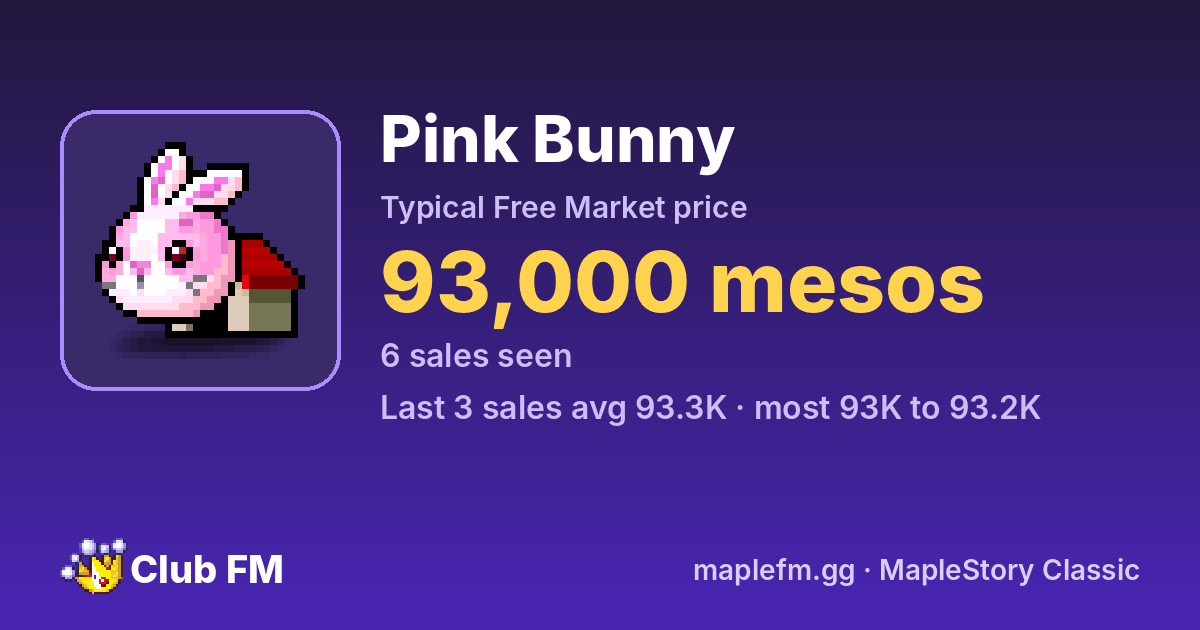 Pink Bunny
Typical Free Market price
93,000 mesos
6 sales seen
Last 3 sales avg 93.3K · most 93K to 93.2K
Club FM
maplefm.gg · MapleStory Classic